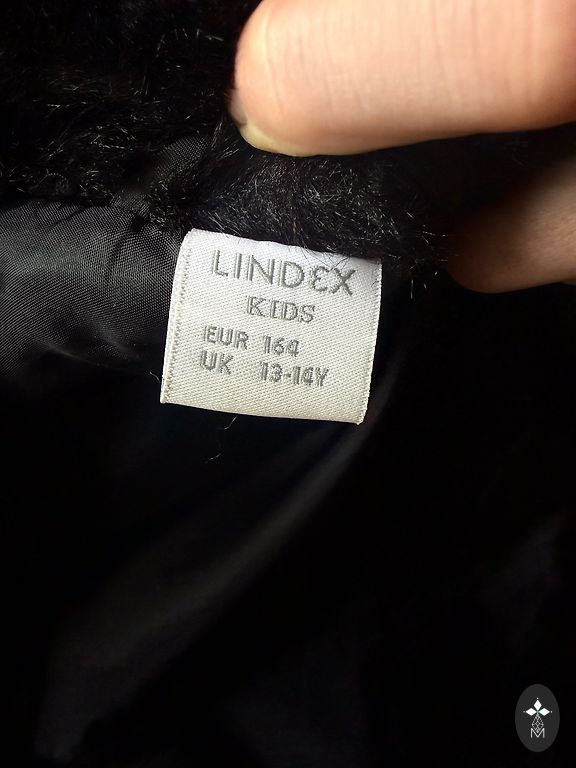 LINDEX
KIDS
EUR 164
UK 13-14Y
M